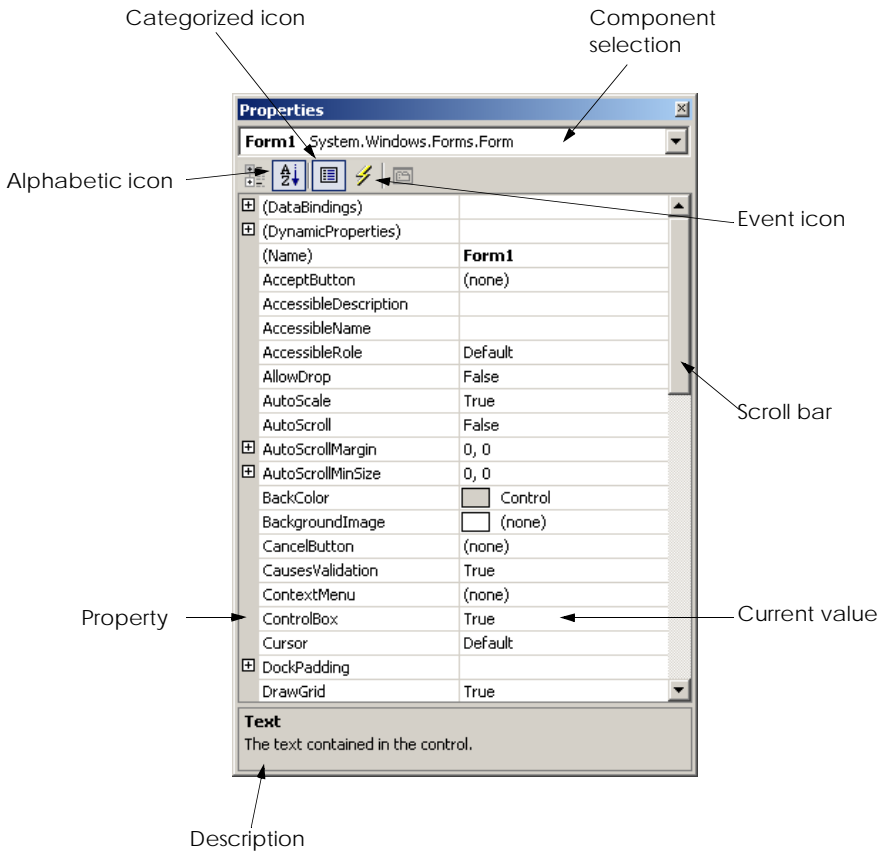 Categorized icon
Component
selection
Properties
Form1 System.Windows.Forms.Form
Alphabetic icon
Event icon
(DataBindings)
(DynamicProperties)
(Name) Form1
AcceptButton (none)
AccessibleDescription
AccessibleName
AccessibleRole Default
AllowDrop False
AutoScale True
AutoScroll False
Scroll bar
AutoScrollMargin 0, 0
AutoScrollMinSize 0, 0
BackColor Control
BackgroundImage (none)
CancelButton (none)
CausesValidation True
ContextMenu (none)
Property
ControlBox True
Current value
Cursor Default
DockPadding
DrawGrid True
Text
The text contained in the control.
Description